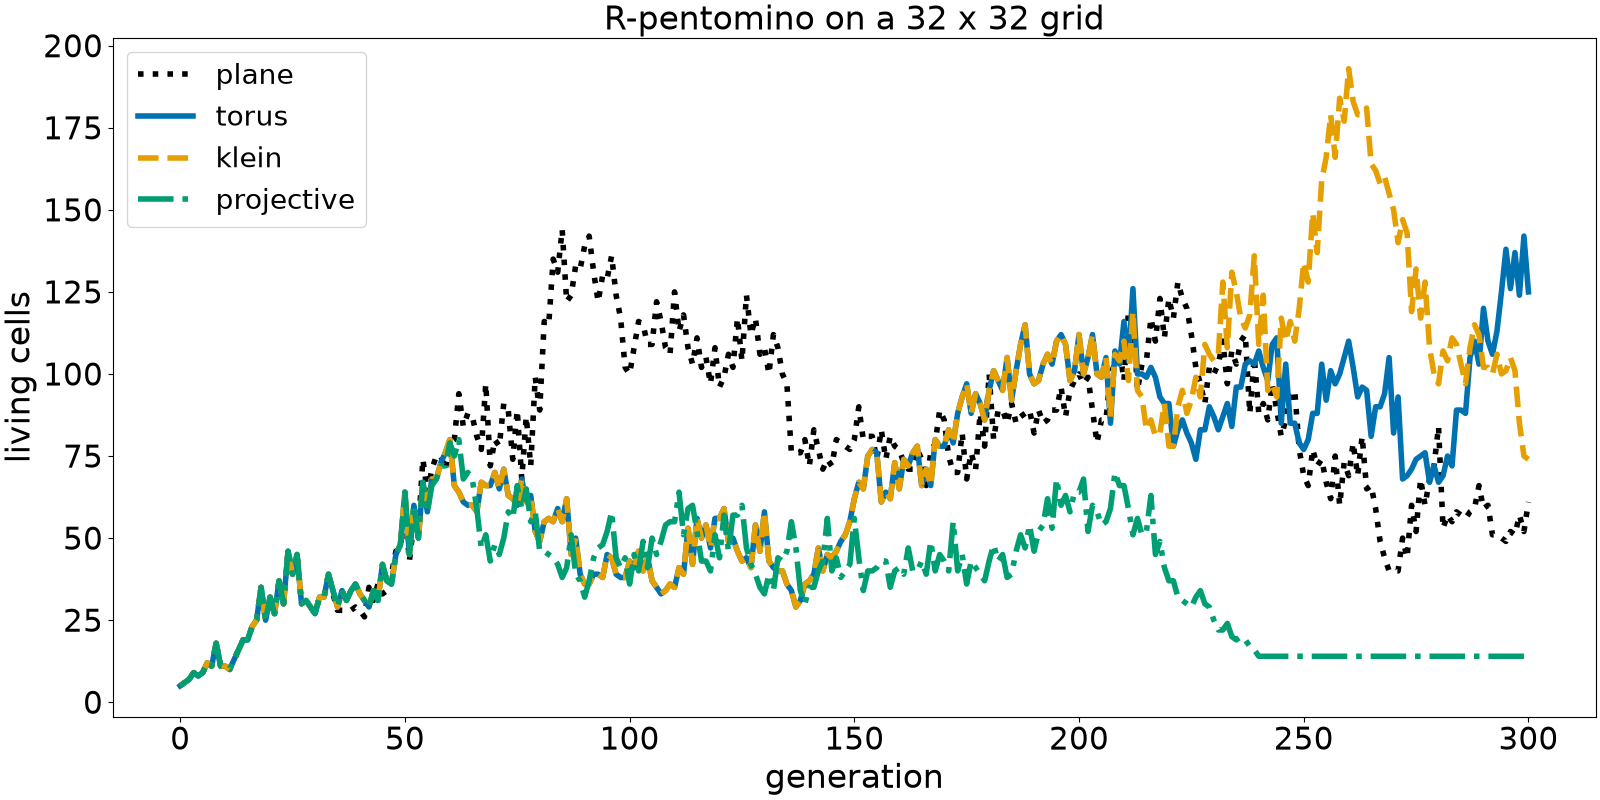 R-pentomino on a 32 x 32 grid
plane
torus
klein
projective
living cells
200
175
150
125
100
75
50
25
0
0 50 100 150 200 250 300
generation